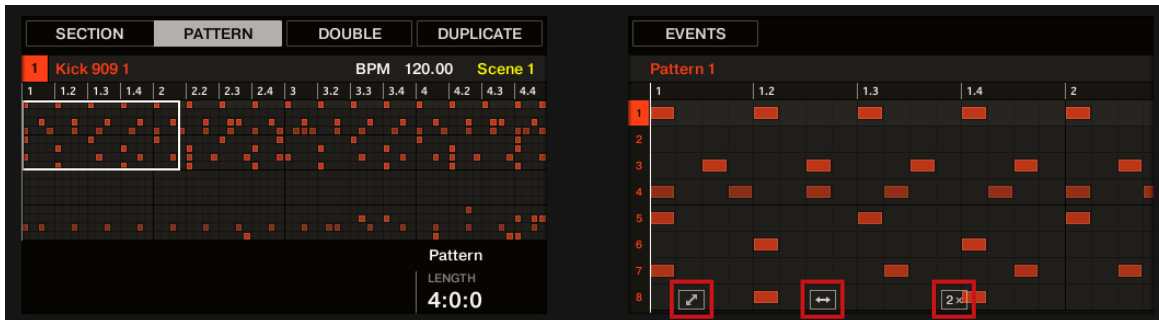 SECTION PATTERN DOUBLE DUPLICATE
1 Kick 909 1 BPM 120.00 Scene 1
1 1.2 1.3 1.4 2 2.2 2.3 2.4 3 3.2 3.3 3.4 4 4.2 4.3 4.4
Pattern
LENGTH
4:0:0
EVENTS
Pattern 1
1 1.2 1.3 1.4 2
1
2
3
4
5
6
7
8 2×